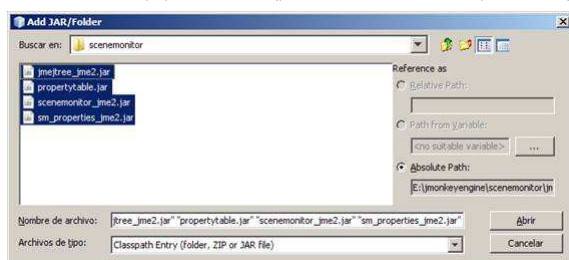 Add JAR/Folder
Buscar en: scenemonitor
jmejtree_jme2.jar
propertytable.jar
scenemonitor_jme2.jar
sm_properties_jme2.jar
Reference as
Relative Path:
Path from Variable:
<no suitable variable> ...
Absolute Path:
E:\jmonkeyengine\scenemonitor\jn
Nombre de archivo: jtree_jme2.jar" "propertytable.jar" "scenemonitor_jme2.jar" "sm_properties_jme2.jar" Abrir
Archivos de tipo: Classpath Entry (folder, ZIP or JAR file) Cancelar